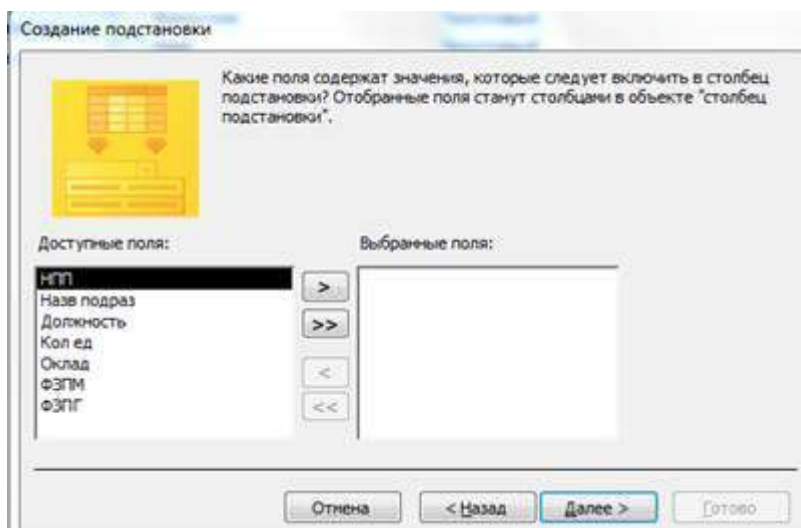 Создание подстановки
Какие поля содержат значения, которые следует включить в столбец
подстановки? Отобранные поля станут столбцами в объекте "столбец
подстановки".
Доступные поля:
Выбранные поля:
НПП
Назв подраз
Должность
Кол ед
Оклад
ФЗПМ
ФЗПГ
>
>>
<
<<
Отмена
< Назад
Далее >
Готово